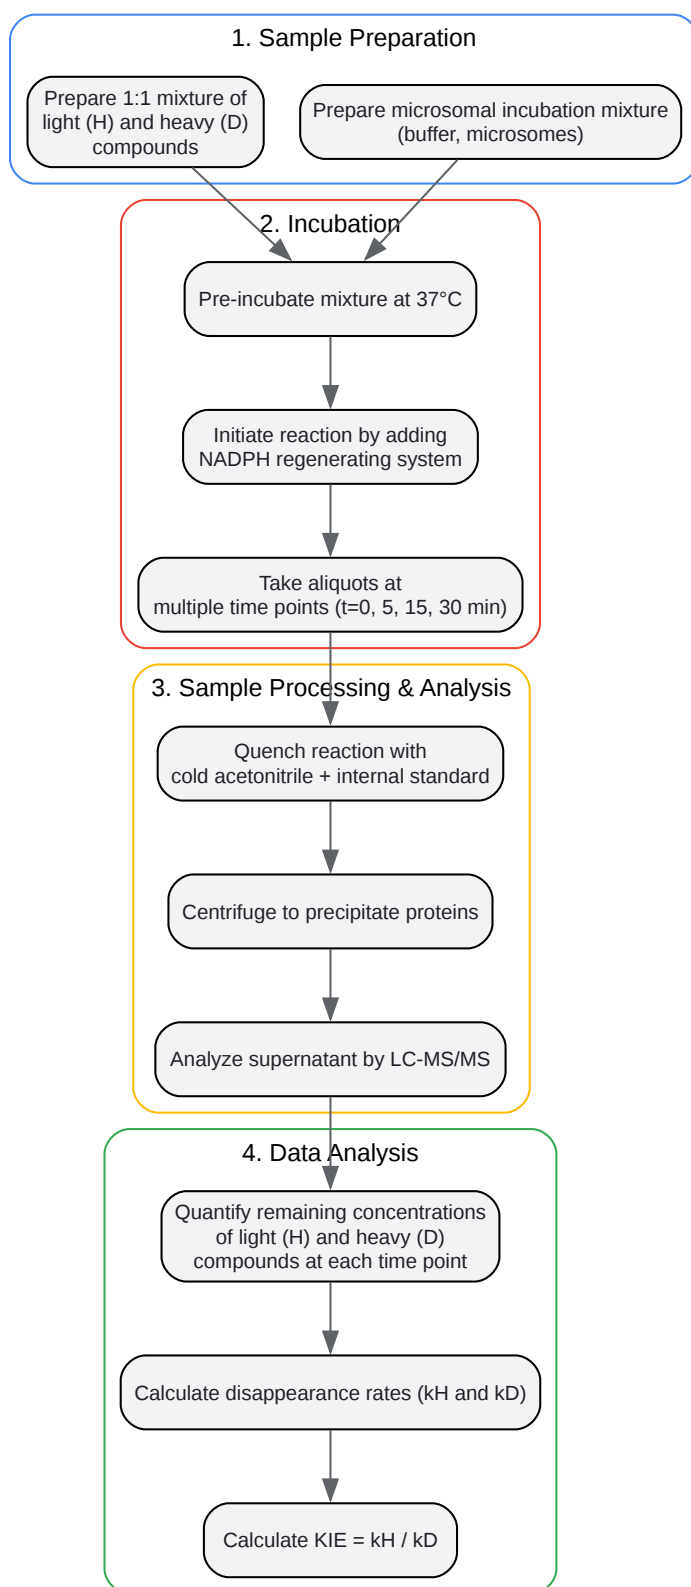 1. Sample Preparation
Prepare 1:1 mixture of
light (H) and heavy (D)
compounds
Prepare microsomal incubation mixture
(buffer, microsomes)
2. Incubation
Pre-incubate mixture at 37°C
Initiate reaction by adding
NADPH regenerating system
Take aliquots at
multiple time points (t=0, 5, 15, 30 min)
3. Sample Processing & Analysis
Quench reaction with
cold acetonitrile + internal standard
Centrifuge to precipitate proteins
Analyze supernatant by LC-MS/MS
4. Data Analysis
Quantify remaining concentrations
of light (H) and heavy (D)
compounds at each time point
Calculate disappearance rates (kH and kD)
Calculate KIE = kH / kD